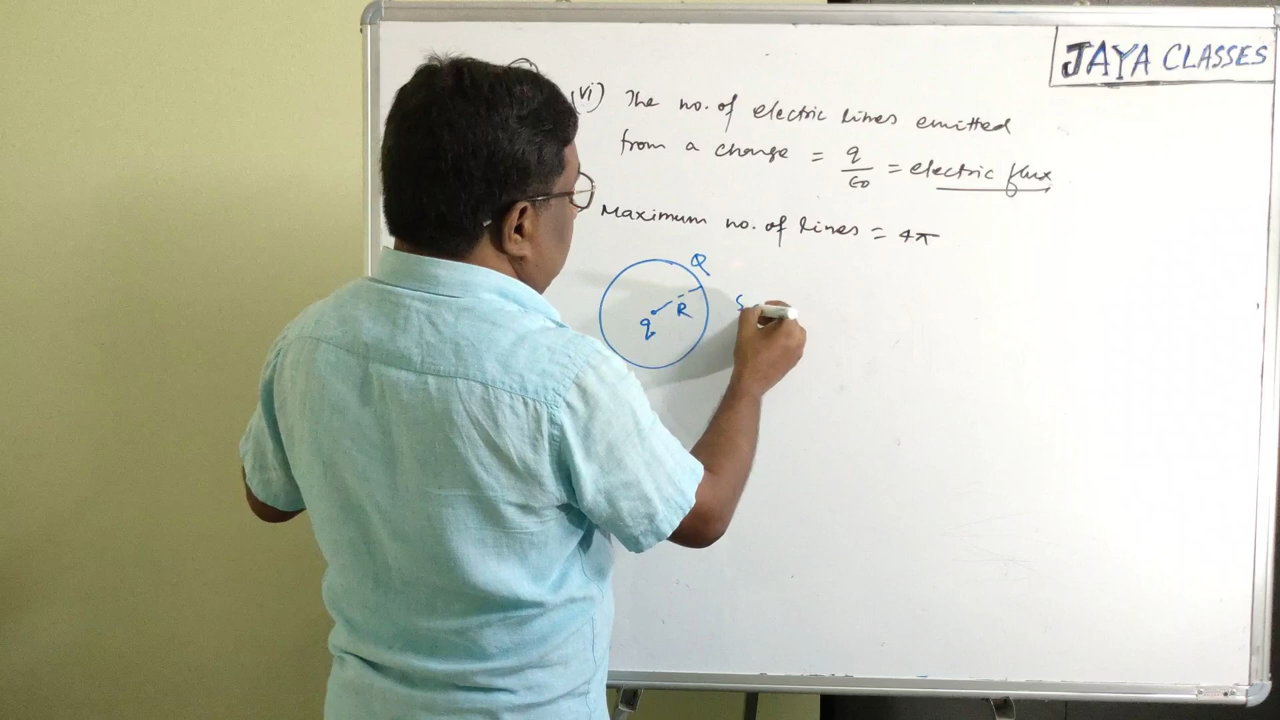 JAYA CLASSES
(vi) The no. of electric lines emitted
from a charge = q/ε0 = electric flux
Maximum no. of lines = 4π
Q
R
q
S